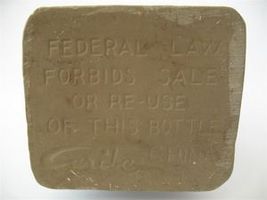 FEDERAL LAW
FORBIDS SALE
OR RE-USE
OF THIS BOTTLE